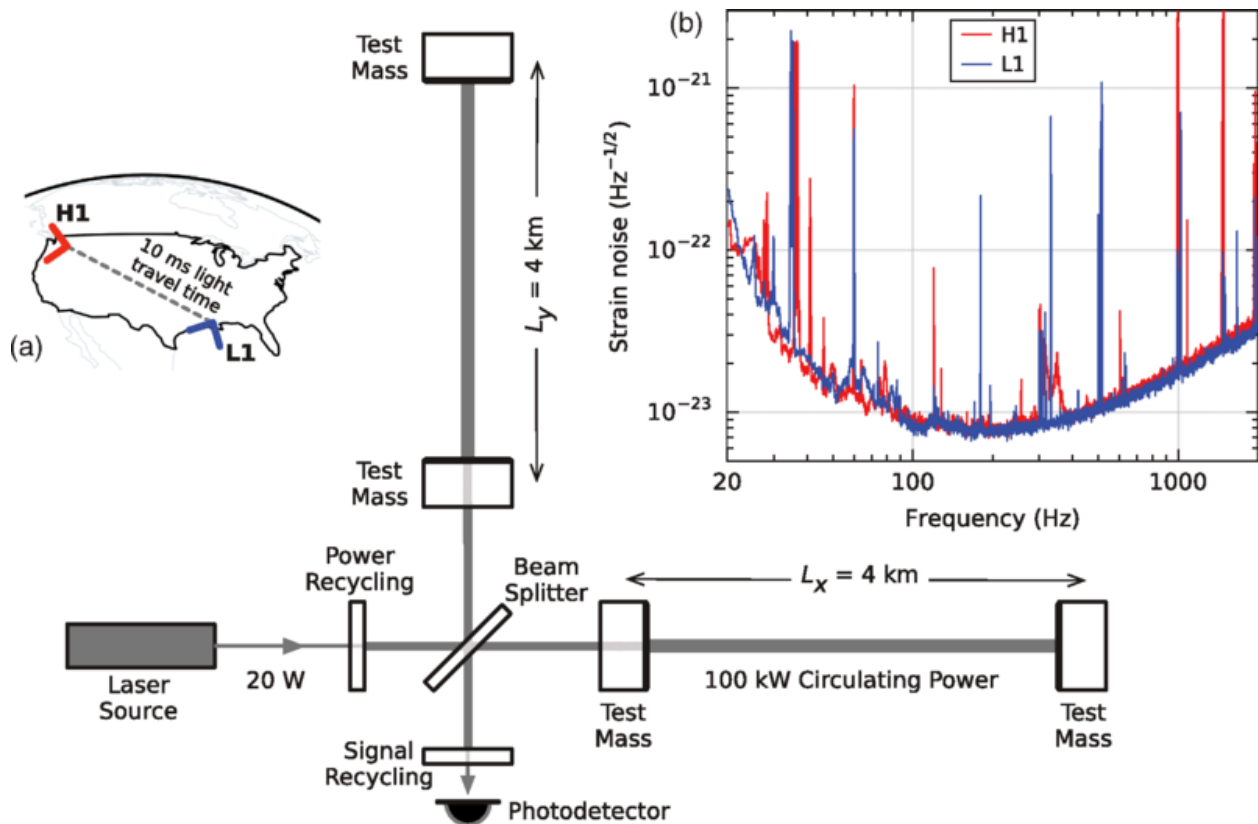 (a)
H1
10 ms light
travel time
L1
Test
Mass
L_y = 4 km
Test
Mass
Power
Recycling
Beam
Splitter
Laser
Source
20 W
L_x = 4 km
100 kW Circulating Power
Test
Mass
Test
Mass
Signal
Recycling
Photodetector
(b)
H1
L1
Strain noise (Hz^{-1/2})
10^{-21}
10^{-22}
10^{-23}
20
100
1000
Frequency (Hz)